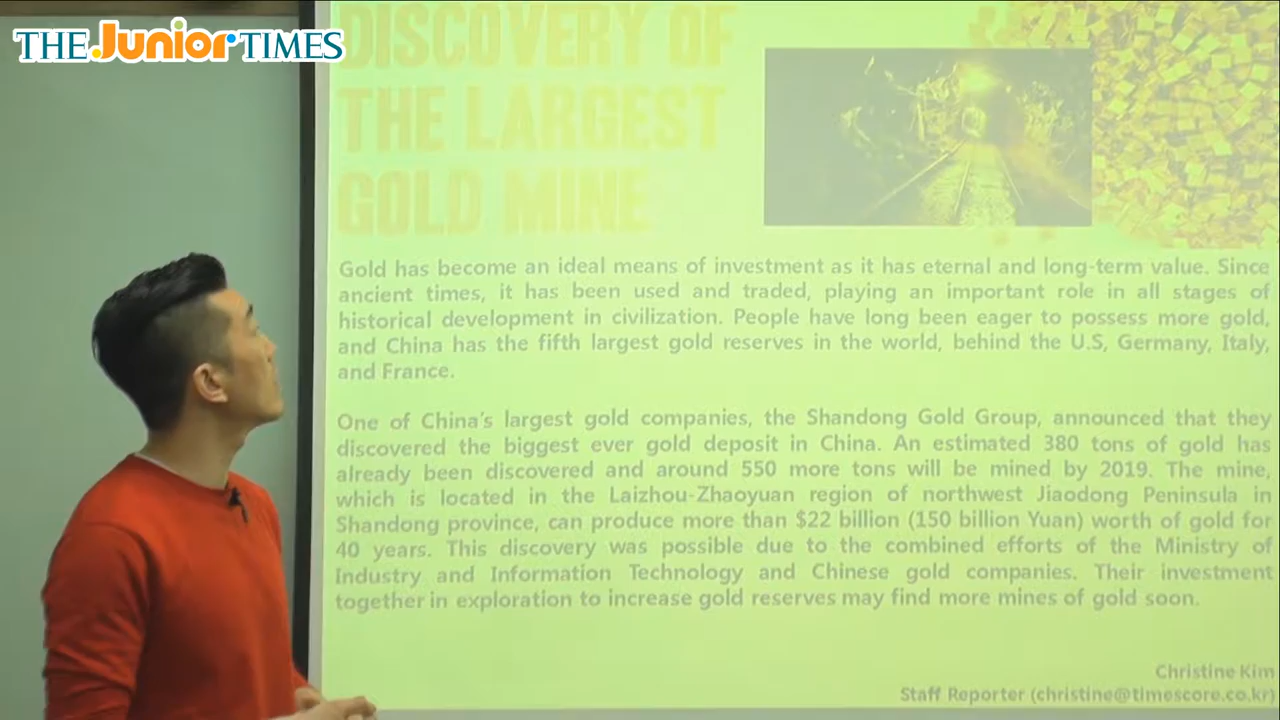 THE Junior TIMES
DISCOVERY OF
THE LARGEST
GOLD MINE
Gold has become an ideal means of investment as it has eternal and long-term value. Since
ancient times, it has been used and traded, playing an important role in all stages of
historical development in civilization. People have long been eager to possess more gold,
and China has the fifth largest gold reserves in the world, behind the U.S, Germany, Italy,
and France.
One of China's largest gold companies, the Shandong Gold Group, announced that they
discovered the biggest ever gold deposit in China. An estimated 380 tons of gold has
already been discovered and around 550 more tons will be mined by 2019. The mine,
which is located in the Laizhou-Zhaoyuan region of northwest Jiaodong Peninsula in
Shandong province, can produce more than $22 billion (150 billion Yuan) worth of gold for
40 years. This discovery was possible due to the combined efforts of the Ministry of
Industry and Information Technology and Chinese gold companies. Their investment
together in exploration to increase gold reserves may find more mines of gold soon.
Christine Kim
Staff Reporter (christine@timescore.co.kr)